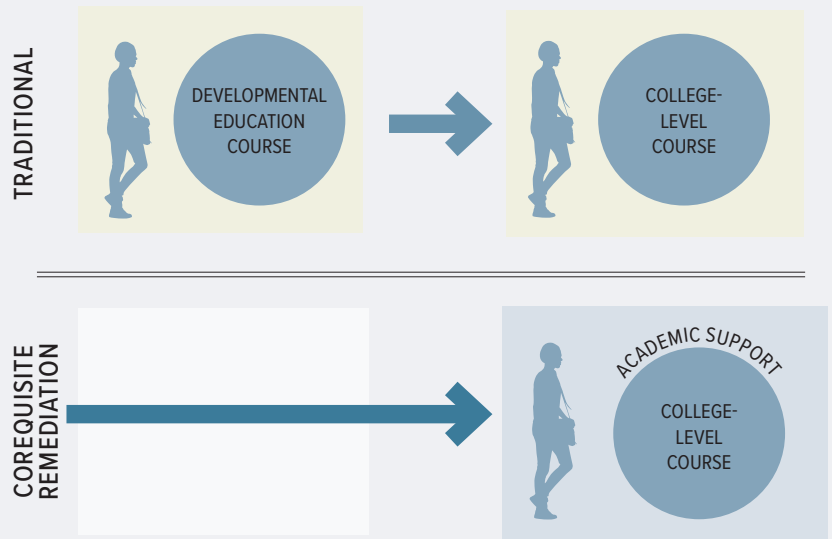 TRADITIONAL
DEVELOPMENTAL
EDUCATION
COURSE
COLLEGE-
LEVEL
COURSE
COREQUISITE
REMEDIATION
ACADEMIC SUPPORT
COLLEGE-
LEVEL
COURSE